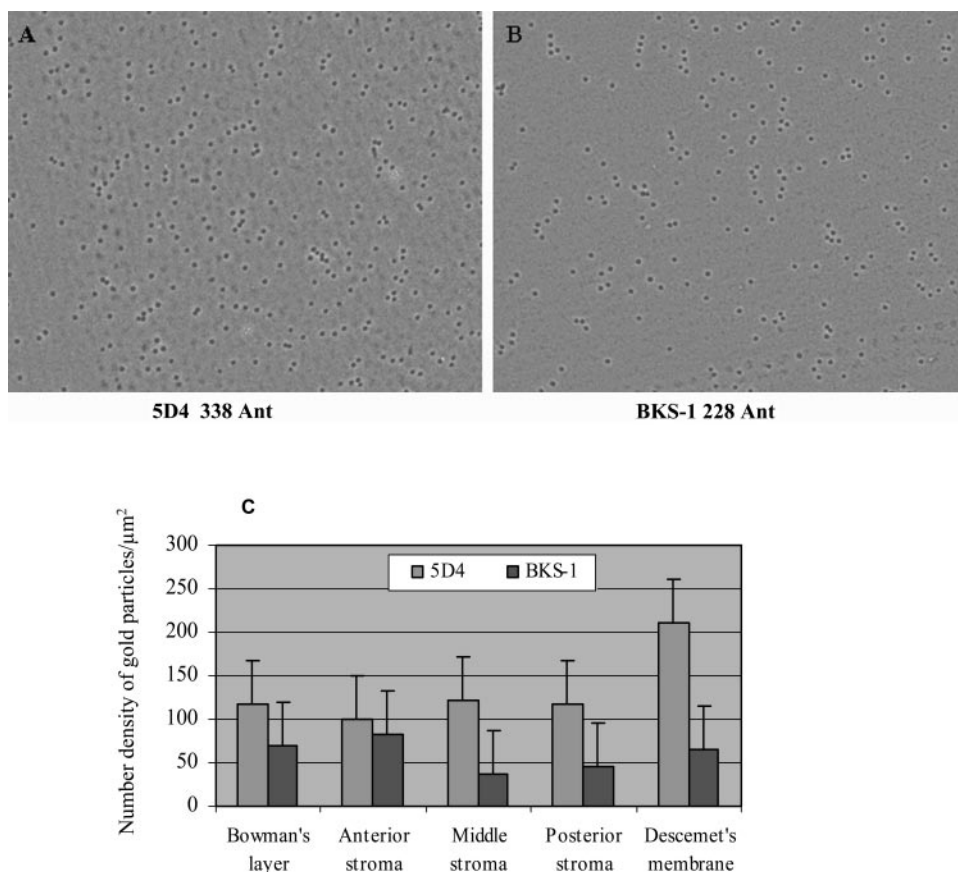 A
B
5D4 338 Ant
BKS-1 228 Ant
C
Number density of gold particles/µm²
300
250
200
150
100
50
0
5D4
BKS-1
Bowman's
layer
Anterior
stroma
Middle
stroma
Posterior
stroma
Descemet's
membrane